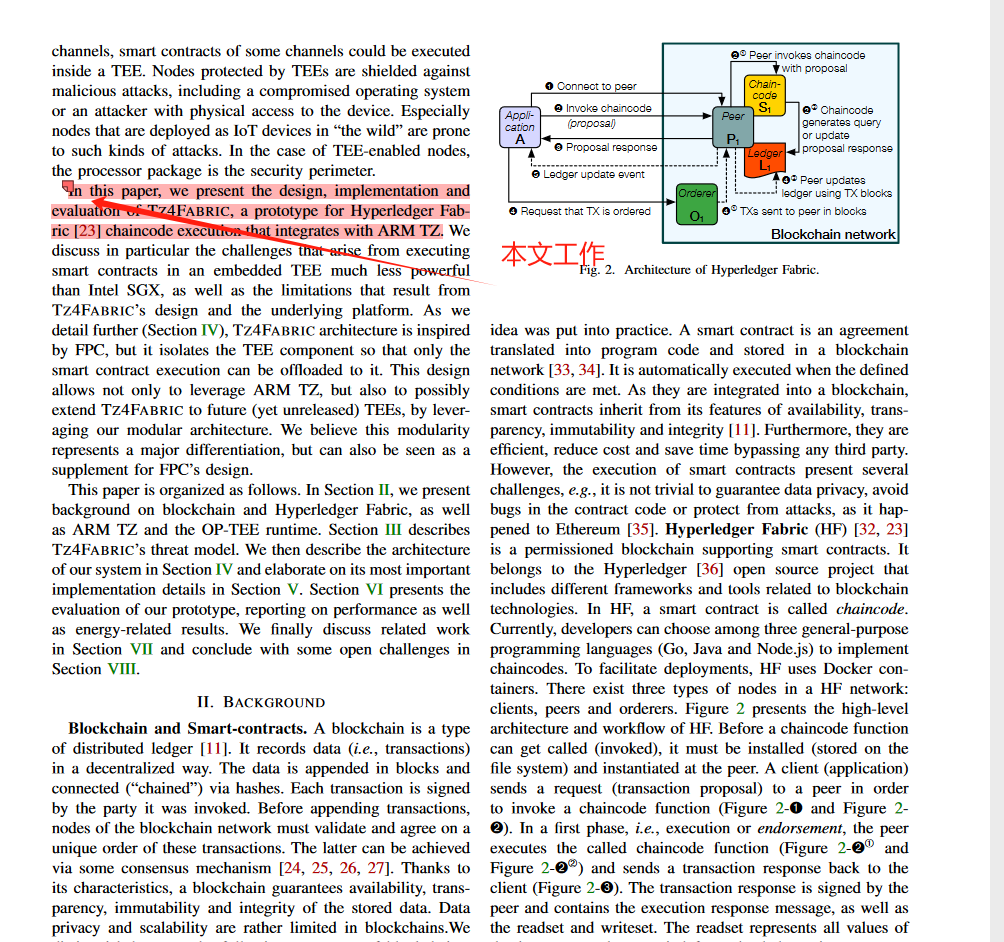 channels, smart contracts of some channels could be executed
inside a TEE. Nodes protected by TEEs are shielded against
malicious attacks, including a compromised operating system
or an attacker with physical access to the device. Especially
nodes that are deployed as IoT devices in “the wild” are prone
to such kinds of attacks. In the case of TEE-enabled nodes,
the processor package is the security perimeter.
In this paper, we present the design, implementation and
evaluation of TZ4FABRIC, a prototype for Hyperledger Fab-
ric [23] chaincode execution that integrates with ARM TZ. We
discuss in particular the challenges that arise from executing
smart contracts in an embedded TEE much less powerful
than Intel SGX, as well as the limitations that result from
TZ4FABRIC’s design and the underlying platform. As we
detail further (Section IV), TZ4FABRIC architecture is inspired
by FPC, but it isolates the TEE component so that only the
smart contract execution can be offloaded to it. This design
allows not only to leverage ARM TZ, but also to possibly
extend TZ4FABRIC to future (yet unreleased) TEEs, by lever-
aging our modular architecture. We believe this modularity
represents a major differentiation, but can also be seen as a
supplement for FPC’s design.
This paper is organized as follows. In Section II, we present
background on blockchain and Hyperledger Fabric, as well
as ARM TZ and the OP-TEE runtime. Section III describes
TZ4FABRIC’s threat model. We then describe the architecture
of our system in Section IV and elaborate on its most important
implementation details in Section V. Section VI presents the
evaluation of our prototype, reporting on performance as well
as energy-related results. We finally discuss related work
in Section VII and conclude with some open challenges in
Section VIII.
II. BACKGROUND
Blockchain and Smart-contracts. A blockchain is a type
of distributed ledger [11]. It records data (i.e., transactions)
in a decentralized way. The data is appended in blocks and
connected (“chained”) via hashes. Each transaction is signed
by the party it was invoked. Before appending transactions,
nodes of the blockchain network must validate and agree on a
unique order of these transactions. The latter can be achieved
via some consensus mechanism [24, 25, 26, 27]. Thanks to
its characteristics, a blockchain guarantees availability, trans-
parency, immutability and integrity of the stored data. Data
privacy and scalability are rather limited in blockchains.We
❷① Peer invokes chaincode
with proposal
❶ Connect to peer
❷ Invoke chaincode
(proposal)
❸ Proposal response
❺ Ledger update event
❹ Request that TX is ordered
Appli-
cation
A
Peer
P₁
Chain-
code
S₁
Ledger
L₁
Orderer
O₁
❷② Chaincode
generates query
or update
proposal response
❹② Peer updates
ledger using TX blocks
❹① TXs sent to peer in blocks
Blockchain network
本文工作
Fig. 2. Architecture of Hyperledger Fabric.
idea was put into practice. A smart contract is an agreement
translated into program code and stored in a blockchain
network [33, 34]. It is automatically executed when the defined
conditions are met. As they are integrated into a blockchain,
smart contracts inherit from its features of availability, trans-
parency, immutability and integrity [11]. Furthermore, they are
efficient, reduce cost and save time bypassing any third party.
However, the execution of smart contracts present several
challenges, e.g., it is not trivial to guarantee data privacy, avoid
bugs in the contract code or protect from attacks, as it hap-
pened to Ethereum [35]. Hyperledger Fabric (HF) [32, 23]
is a permissioned blockchain supporting smart contracts. It
belongs to the Hyperledger [36] open source project that
includes different frameworks and tools related to blockchain
technologies. In HF, a smart contract is called chaincode.
Currently, developers can choose among three general-purpose
programming languages (Go, Java and Node.js) to implement
chaincodes. To facilitate deployments, HF uses Docker con-
tainers. There exist three types of nodes in a HF network:
clients, peers and orderers. Figure 2 presents the high-level
architecture and workflow of HF. Before a chaincode function
can get called (invoked), it must be installed (stored on the
file system) and instantiated at the peer. A client (application)
sends a request (transaction proposal) to a peer in order
to invoke a chaincode function (Figure 2-❶ and Figure 2-
❷). In a first phase, i.e., execution or endorsement, the peer
executes the called chaincode function (Figure 2-❷① and
Figure 2-❷②) and sends a transaction response back to the
client (Figure 2-❸). The transaction response is signed by the
peer and contains the execution response message, as well as
the readset and writeset. The readset represents all values of